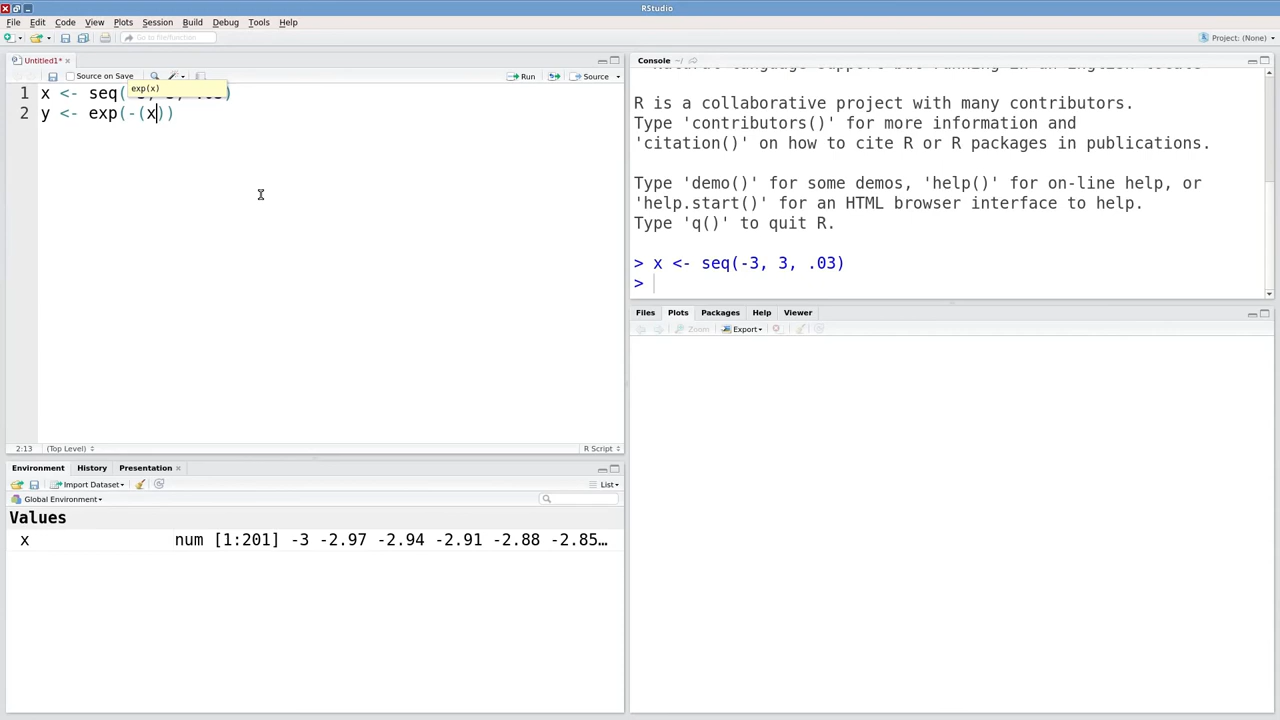 RStudio
File Edit Code View Plots Session Build Debug Tools Help
Go to file/function
Project: (None)
Untitled1*
Source on Save
Run
Source
exp(x)
1 x <- seq(
2 y <- exp(-(x))
2:13 (Top Level) R Script
Environment History Presentation
Import Dataset List
Global Environment
Values
x num [1:201] -3 -2.97 -2.94 -2.91 -2.88 -2.85…
Console ~/
R is a collaborative project with many contributors.
Type 'contributors()' for more information and
'citation()' on how to cite R or R packages in publications.
Type 'demo()' for some demos, 'help()' for on-line help, or
'help.start()' for an HTML browser interface to help.
Type 'q()' to quit R.
> x <- seq(-3, 3, .03)
>
Files Plots Packages Help Viewer
Zoom Export